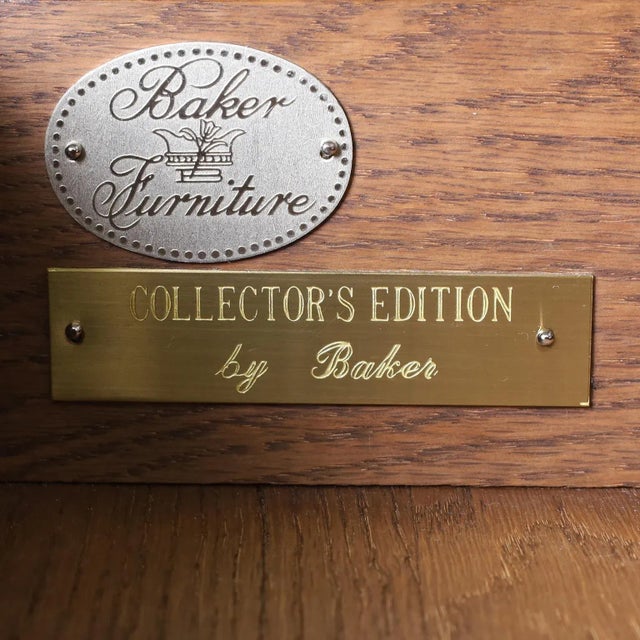 Baker
Furniture
COLLECTOR'S EDITION
by Baker